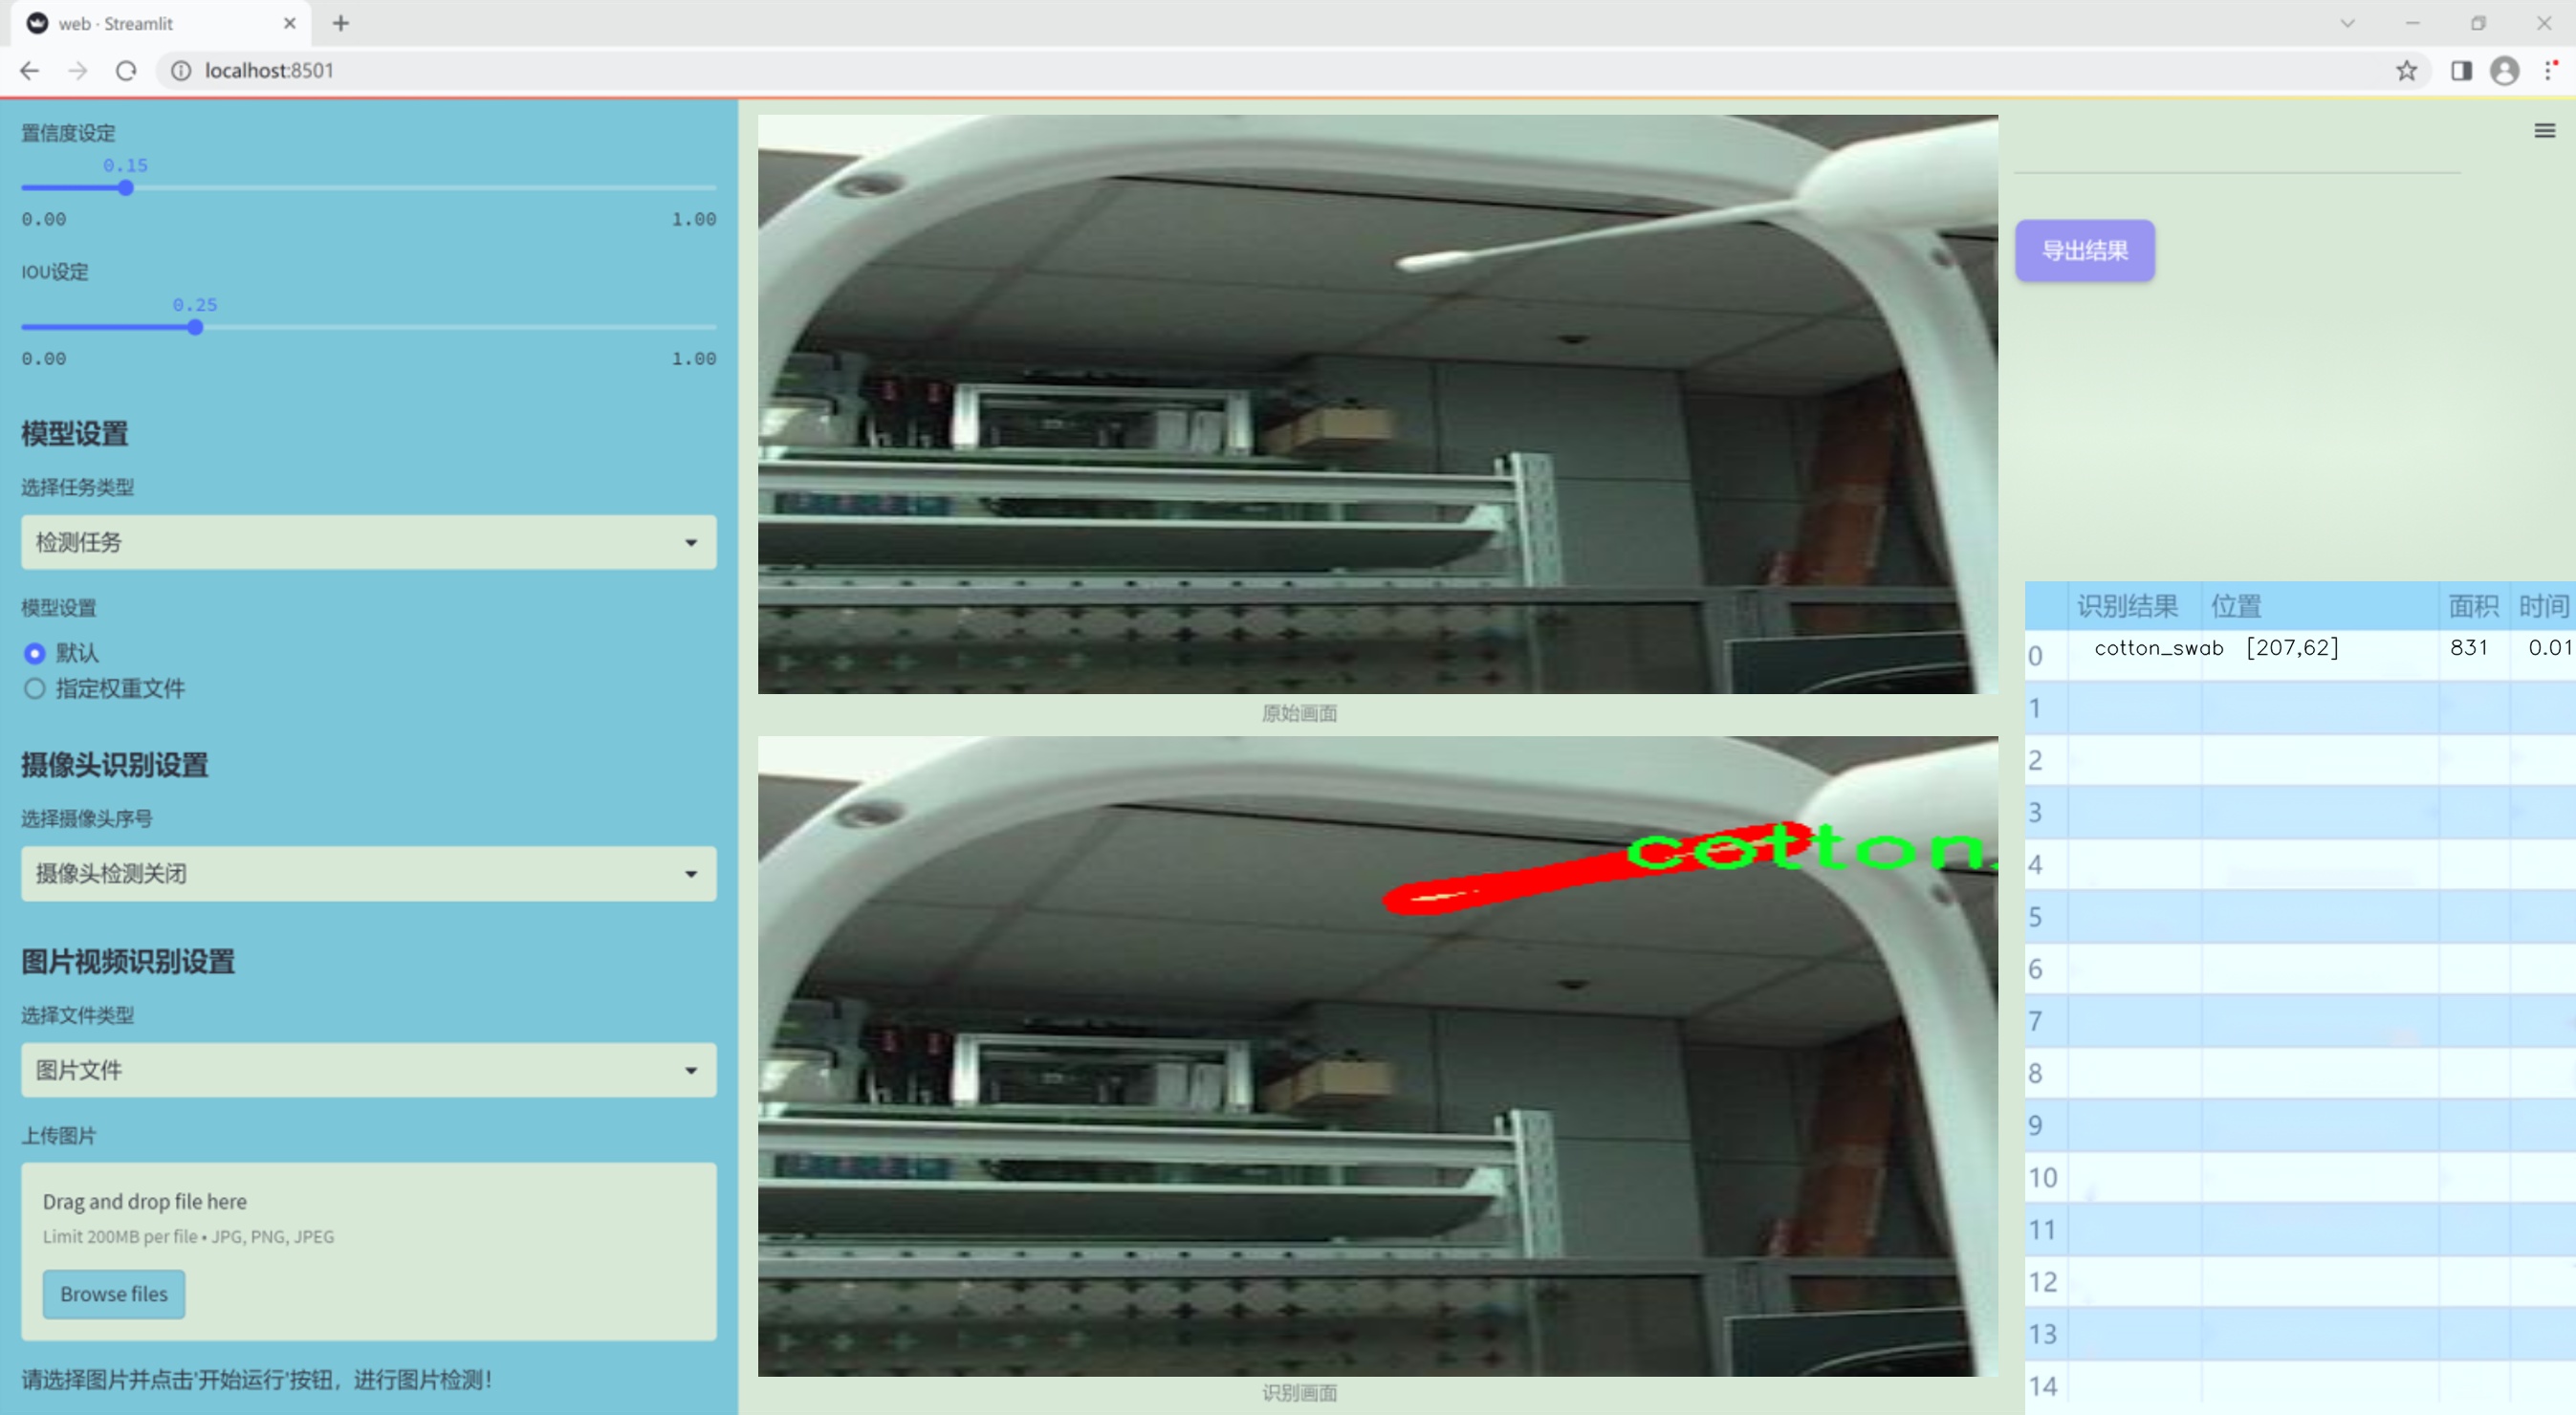 web · Streamlit
localhost:8501
置信度设定
0.15
0.00 1.00
IOU设定
0.25
0.00 1.00
模型设置
选择任务类型
检测任务
模型设置
默认
指定权重文件
摄像头识别设置
选择摄像头序号
摄像头检测关闭
图片视频识别设置
选择文件类型
图片文件
上传图片
Drag and drop file here
Limit 200MB per file • JPG, PNG, JPEG
Browse files
请选择图片并点击'开始运行'按钮，进行图片检测！
原始画面
cotton
识别画面
导出结果
识别结果 位置 面积 时间
0 cotton_swab [207,62] 831 0.01
1
2
3
4
5
6
7
8
9
10
11
12
13
14